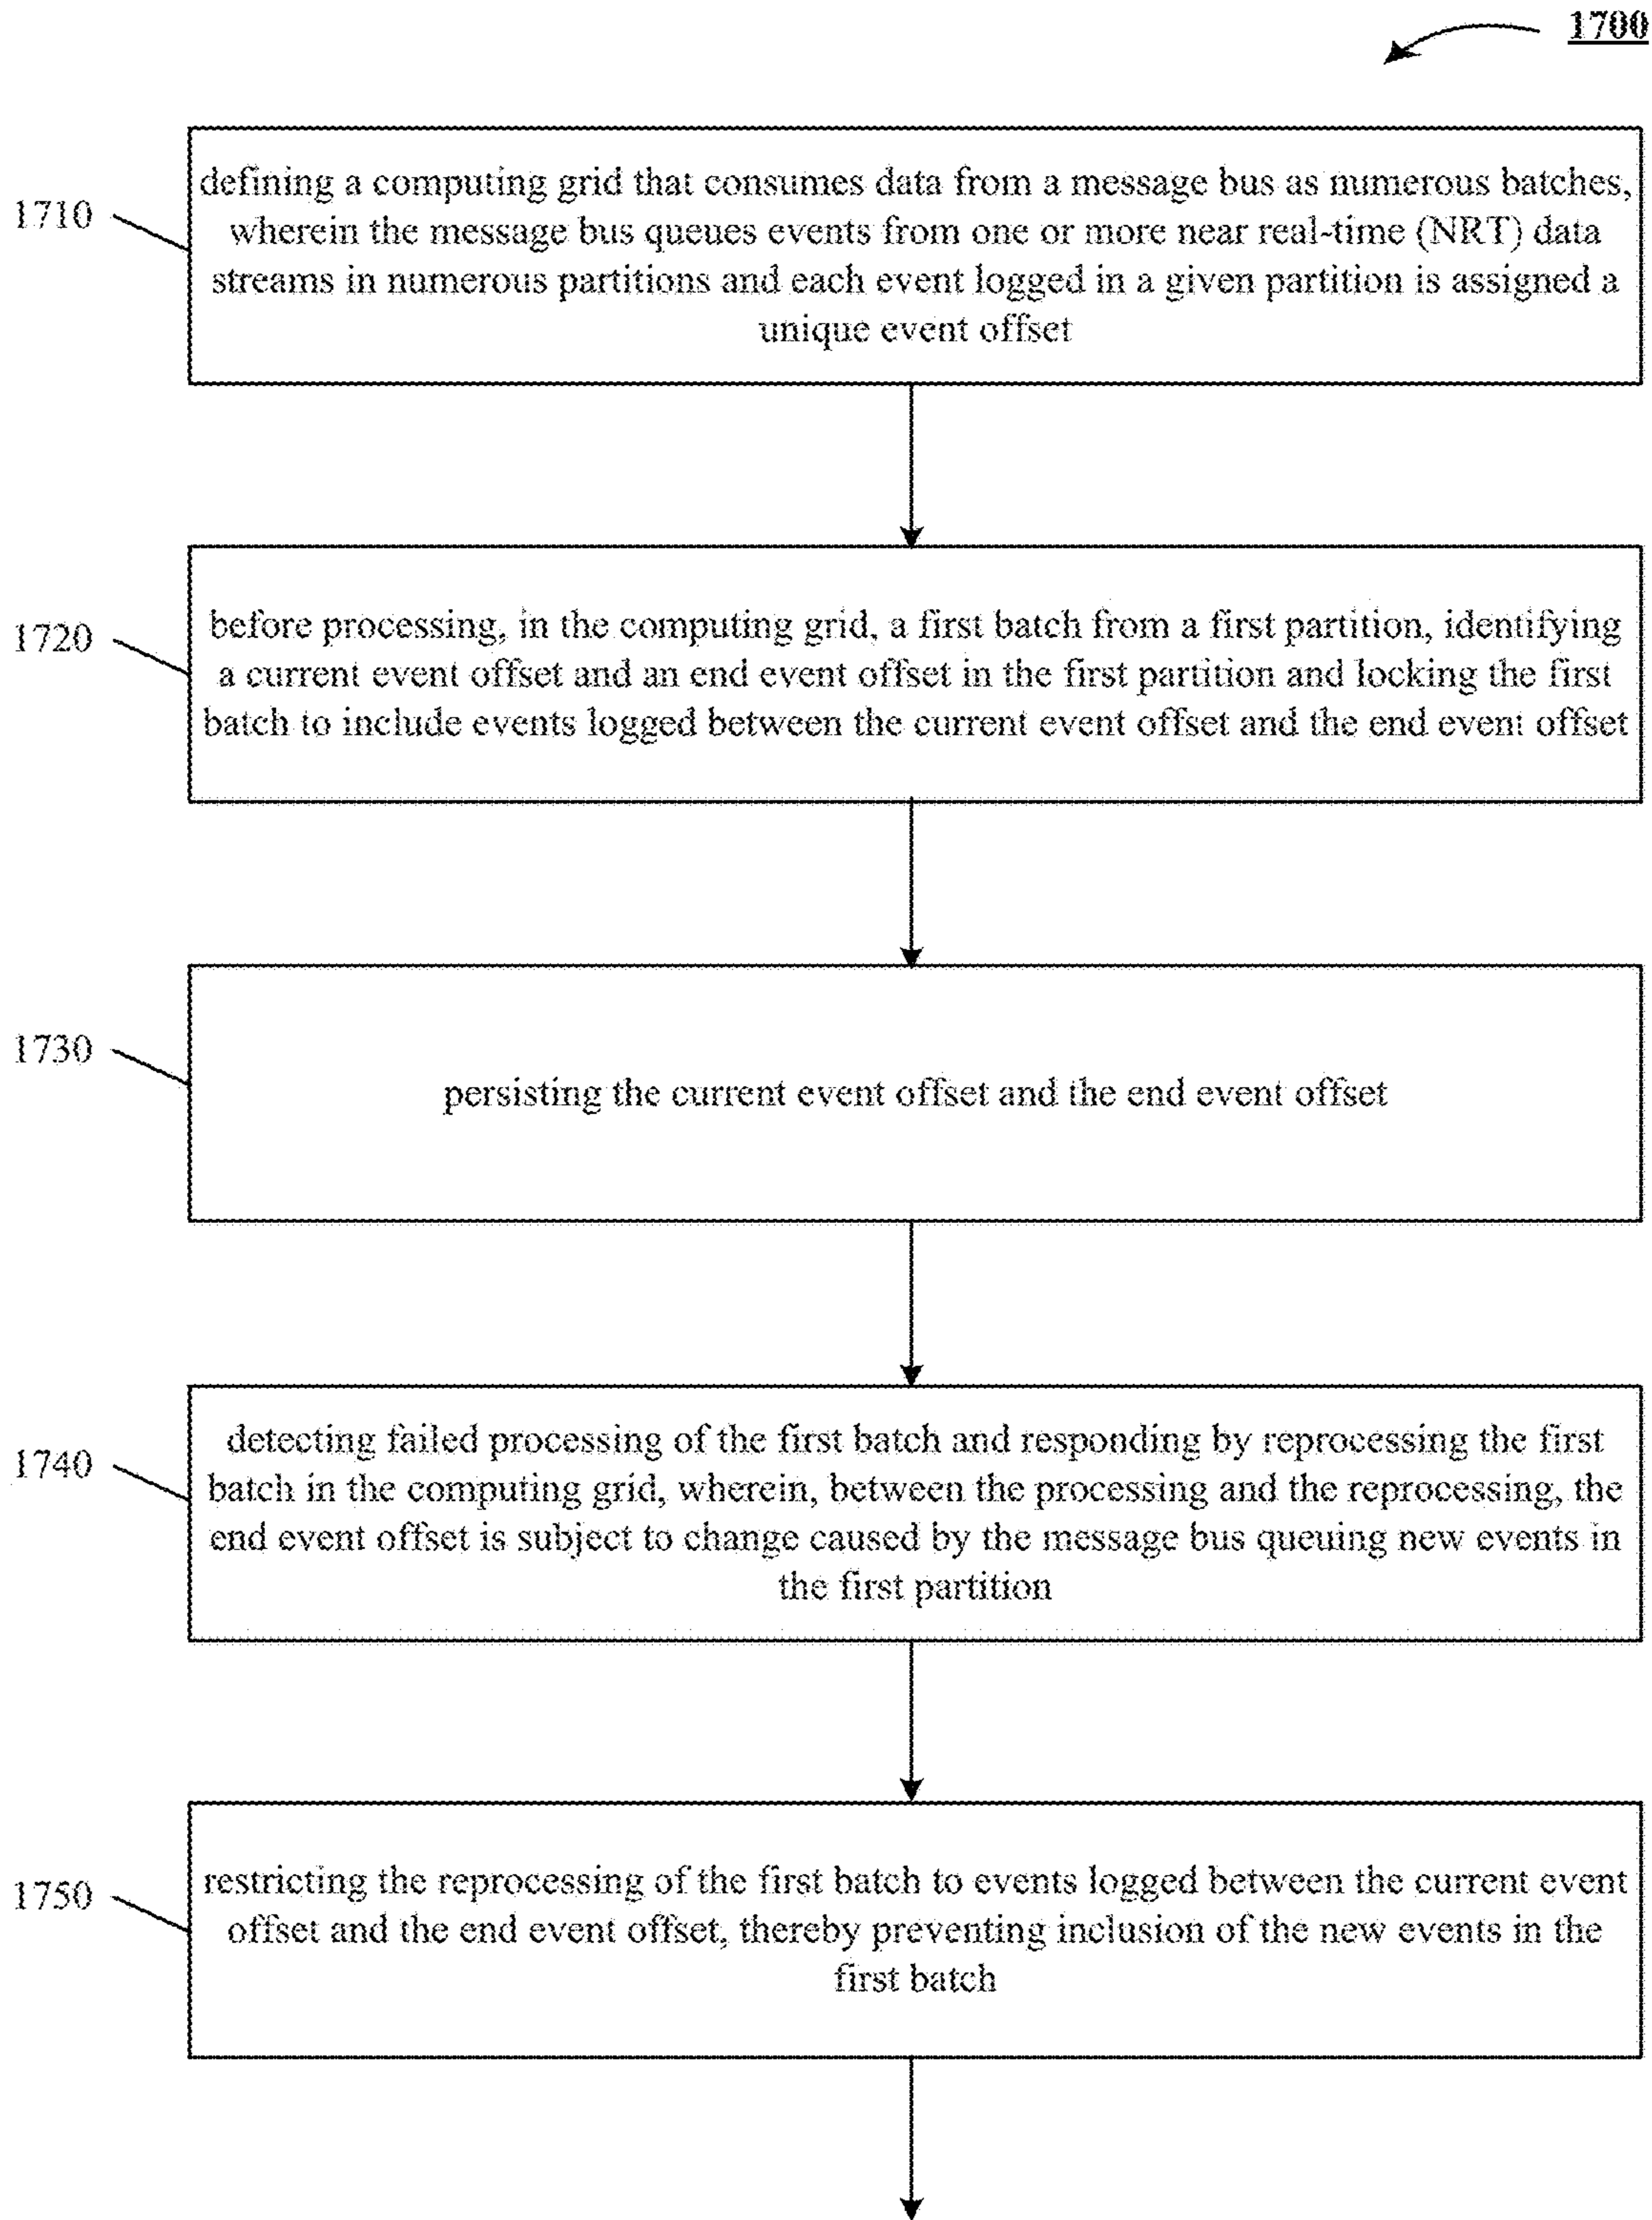 1700
1710
defining a computing grid that consumes data from a message bus as numerous batches,
wherein the message bus queues events from one or more near real-time (NRT) data
streams in numerous partitions and each event logged in a given partition is assigned a
unique event offset
1720
before processing, in the computing grid, a first batch from a first partition, identifying
a current event offset and an end event offset in the first partition and locking the first
batch to include events logged between the current event offset and the end event offset
1730
persisting the current event offset and the end event offset
1740
detecting failed processing of the first batch and responding by reprocessing the first
batch in the computing grid, wherein, between the processing and the reprocessing, the
end event offset is subject to change caused by the message bus queuing new events in
the first partition
1750
restricting the reprocessing of the first batch to events logged between the current event
offset and the end event offset, thereby preventing inclusion of the new events in the
first batch